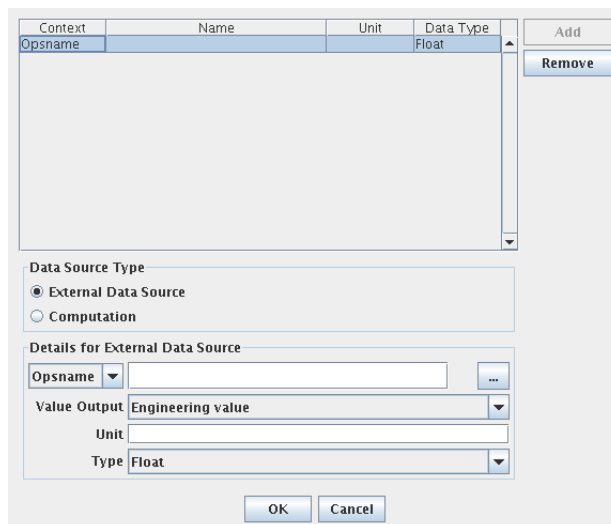 Context Name Unit Data Type
Add
Opsname Float
Remove
Data Source Type
External Data Source
Computation
Details for External Data Source
Opsname ...
Value Output Engineering value
Unit
Type Float
OK Cancel